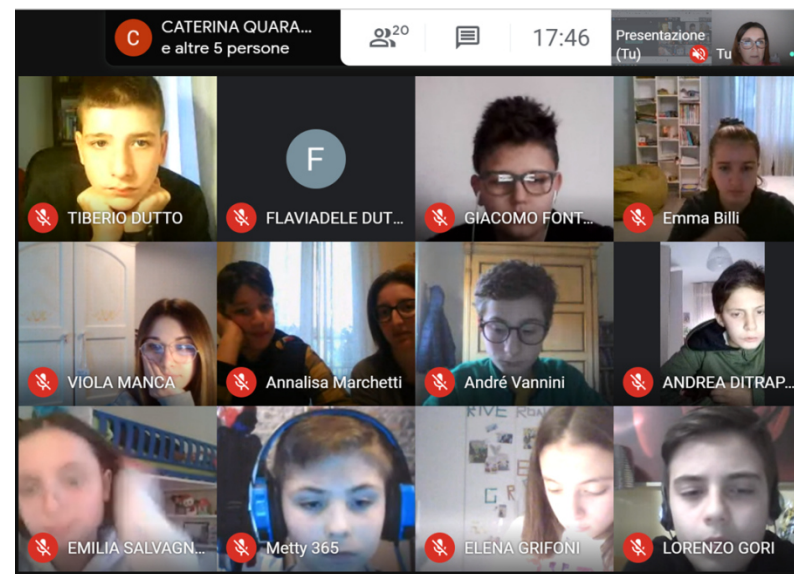 C
CATERINA QUARA...
e altre 5 persone
20
17:46
Presentazione
(Tu)
Tu
F
TIBERIO DUTTO
FLAVIADELE DUT...
GIACOMO FONT...
Emma Billi
VIOLA MANCA
Annalisa Marchetti
André Vannini
ANDREA DITRAP...
EMILIA SALVAGN...
Metty 365
ELENA GRIFONI
LORENZO GORI